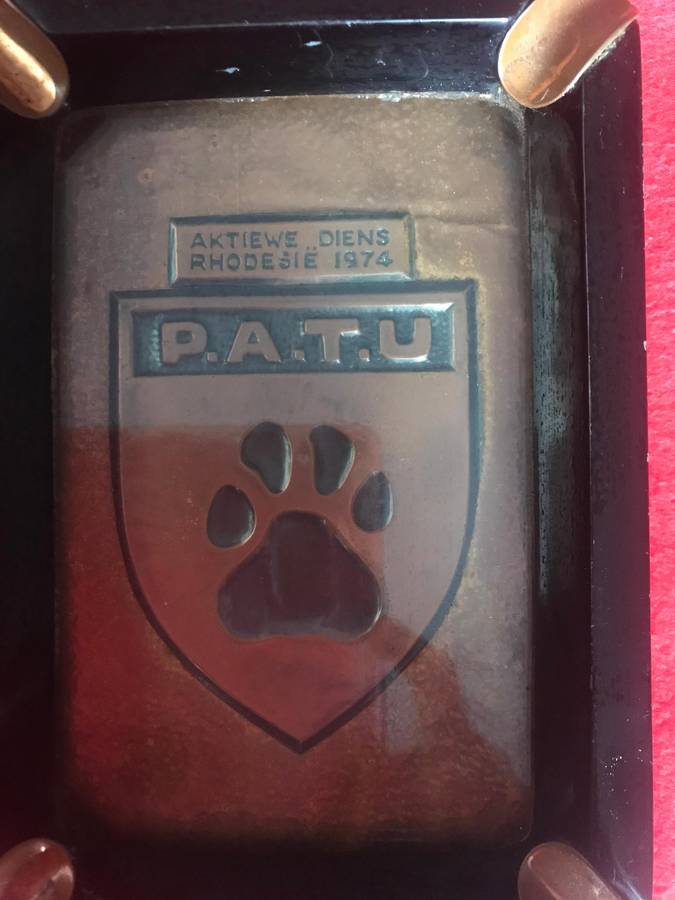 AKTIEWE DIENS
RHODESIË 1974
P.A.T.U